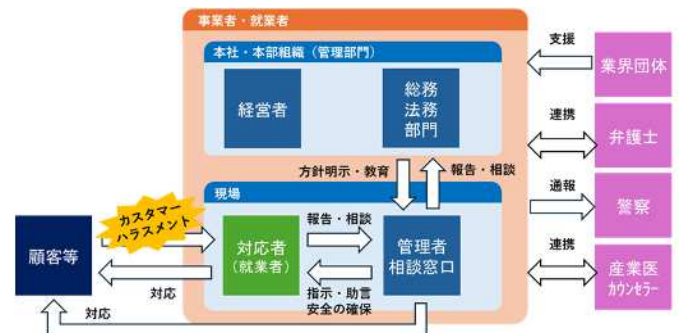 事業者・就業者
本社・本部組織（管理部門）
経営者
総務
法務
部門
方針明示・教育
報告・相談
現場
カスタマー
ハラスメント
顧客等
対応者
（就業者）
報告・相談
管理者
相談窓口
指示・助言
安全の確保
対応
対応
支援
業界団体
連携
弁護士
通報
警察
連携
産業医
カウンセラー